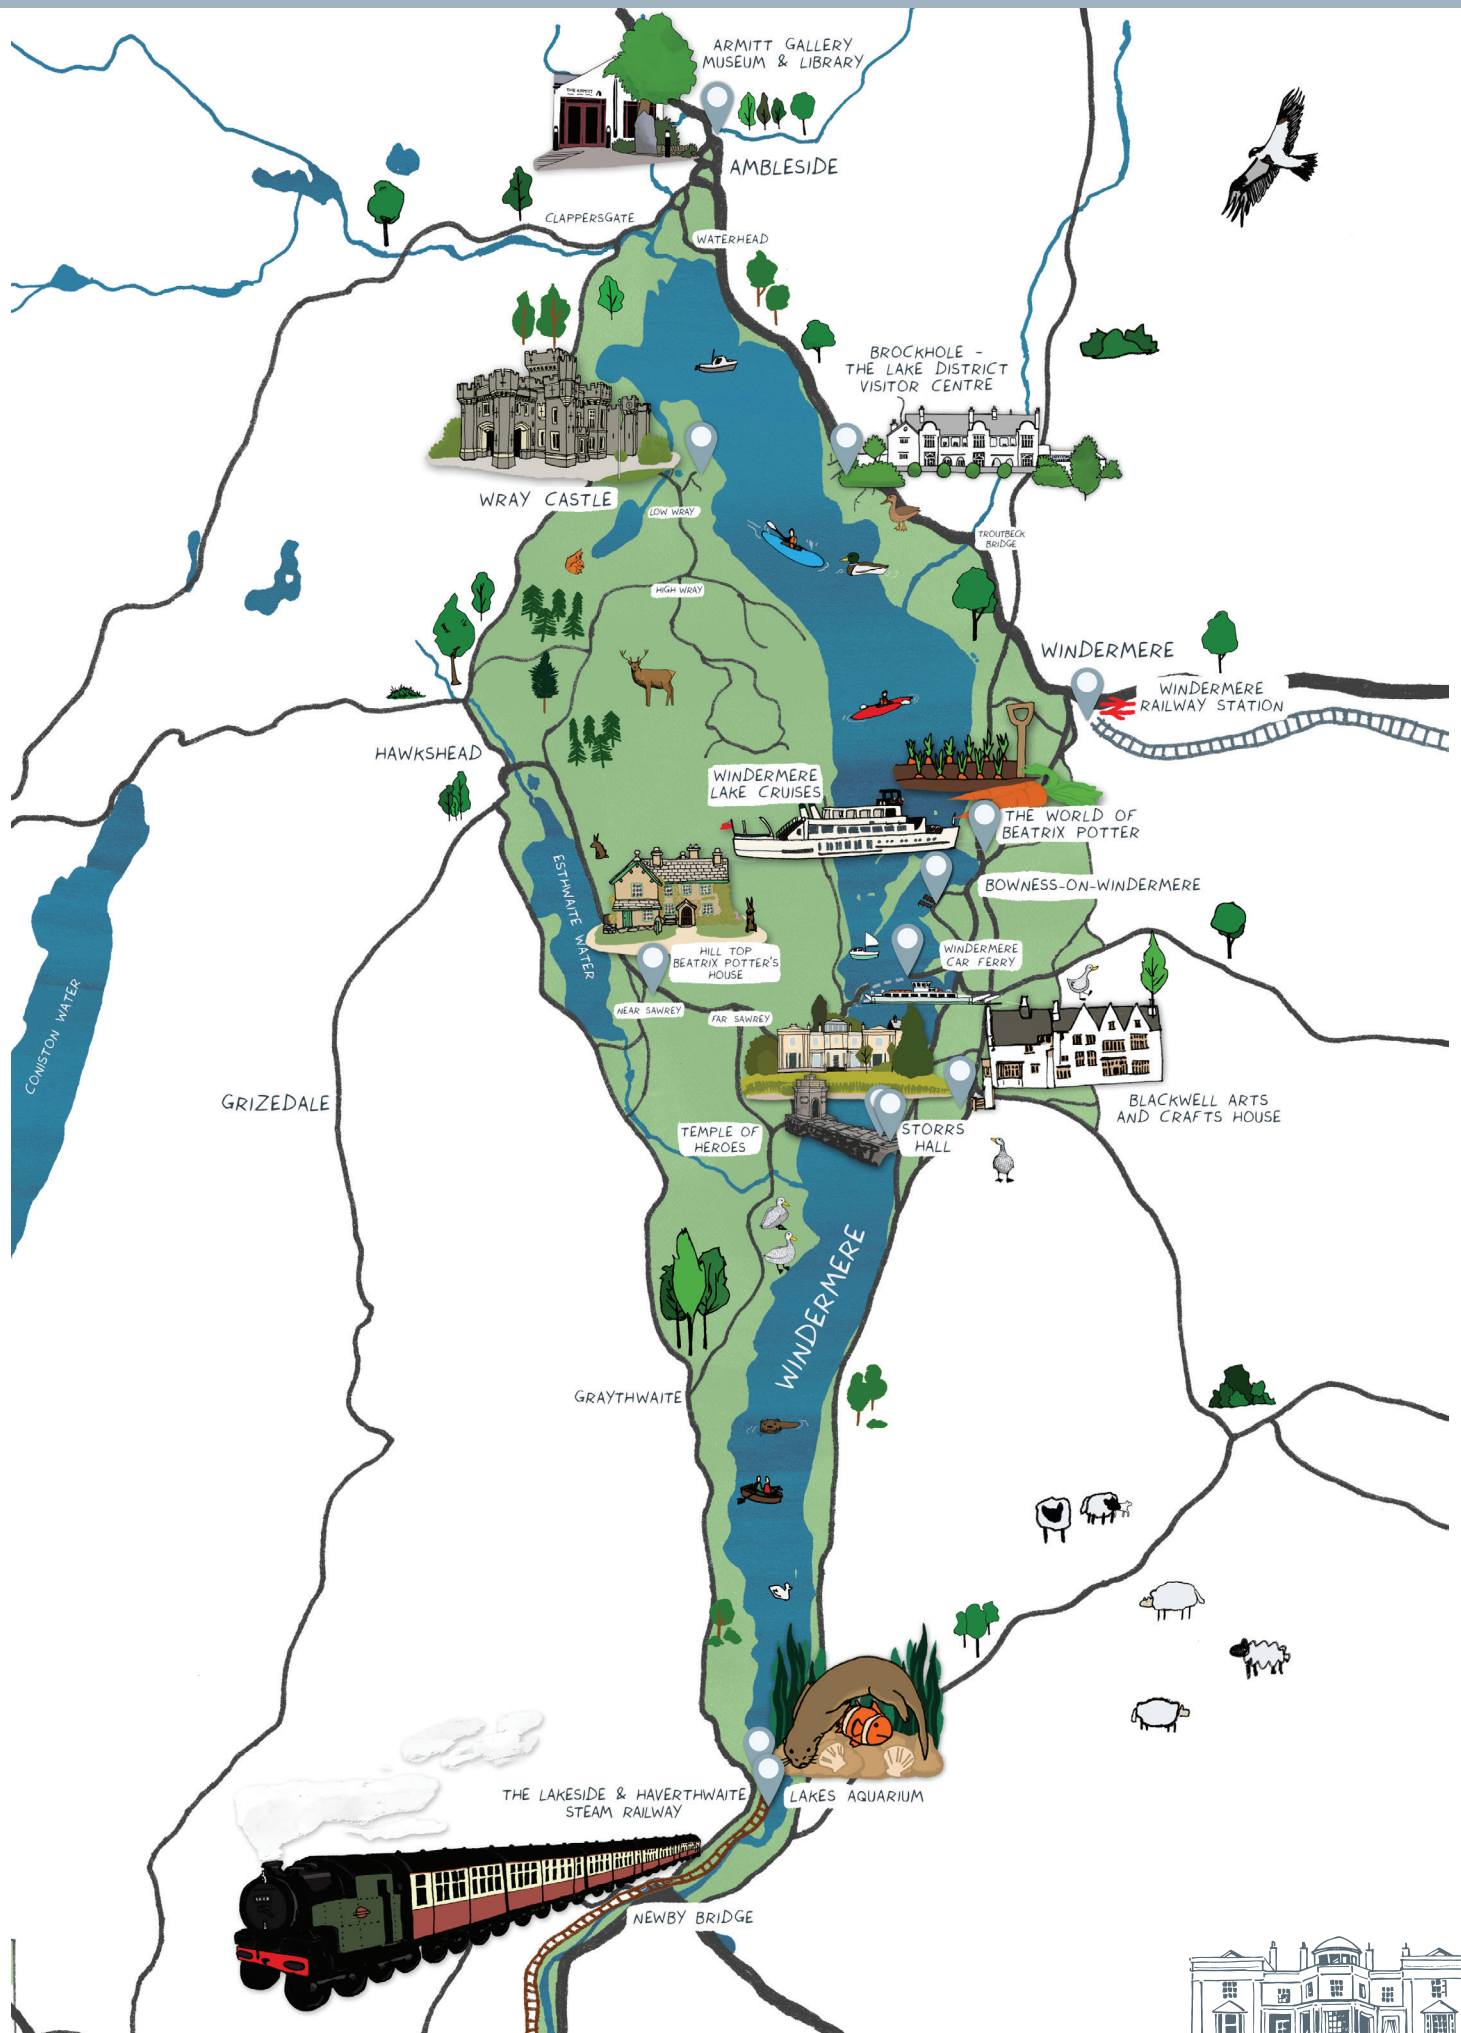 ARMITT GALLERY
MUSEUM & LIBRARY
THE ARMITT
AMBLESIDE
CLAPPERSGATE
WATERHEAD
BROCKHOLE -
THE LAKE DISTRICT
VISITOR CENTRE
WRAY CASTLE
LOW WRAY
TROUTBECK
BRIDGE
HIGH WRAY
WINDERMERE
WINDERMERE
RAILWAY STATION
HAWKSHEAD
WINDERMERE
LAKE CRUISES
THE WORLD OF
BEATRIX POTTER
BOWNESS-ON-WINDERMERE
ESTHWAITE WATER
HILL TOP
BEATRIX POTTER'S
HOUSE
WINDERMERE
CAR FERRY
NEAR SAWREY
FAR SAWREY
CONISTON WATER
GRIZEDALE
BLACKWELL ARTS
AND CRAFTS HOUSE
TEMPLE OF
HEROES
STORRS
HALL
WINDERMERE
GRAYTHWAITE
THE LAKESIDE & HAVERTHWAITE
STEAM RAILWAY
LAKES AQUARIUM
NEWBY BRIDGE